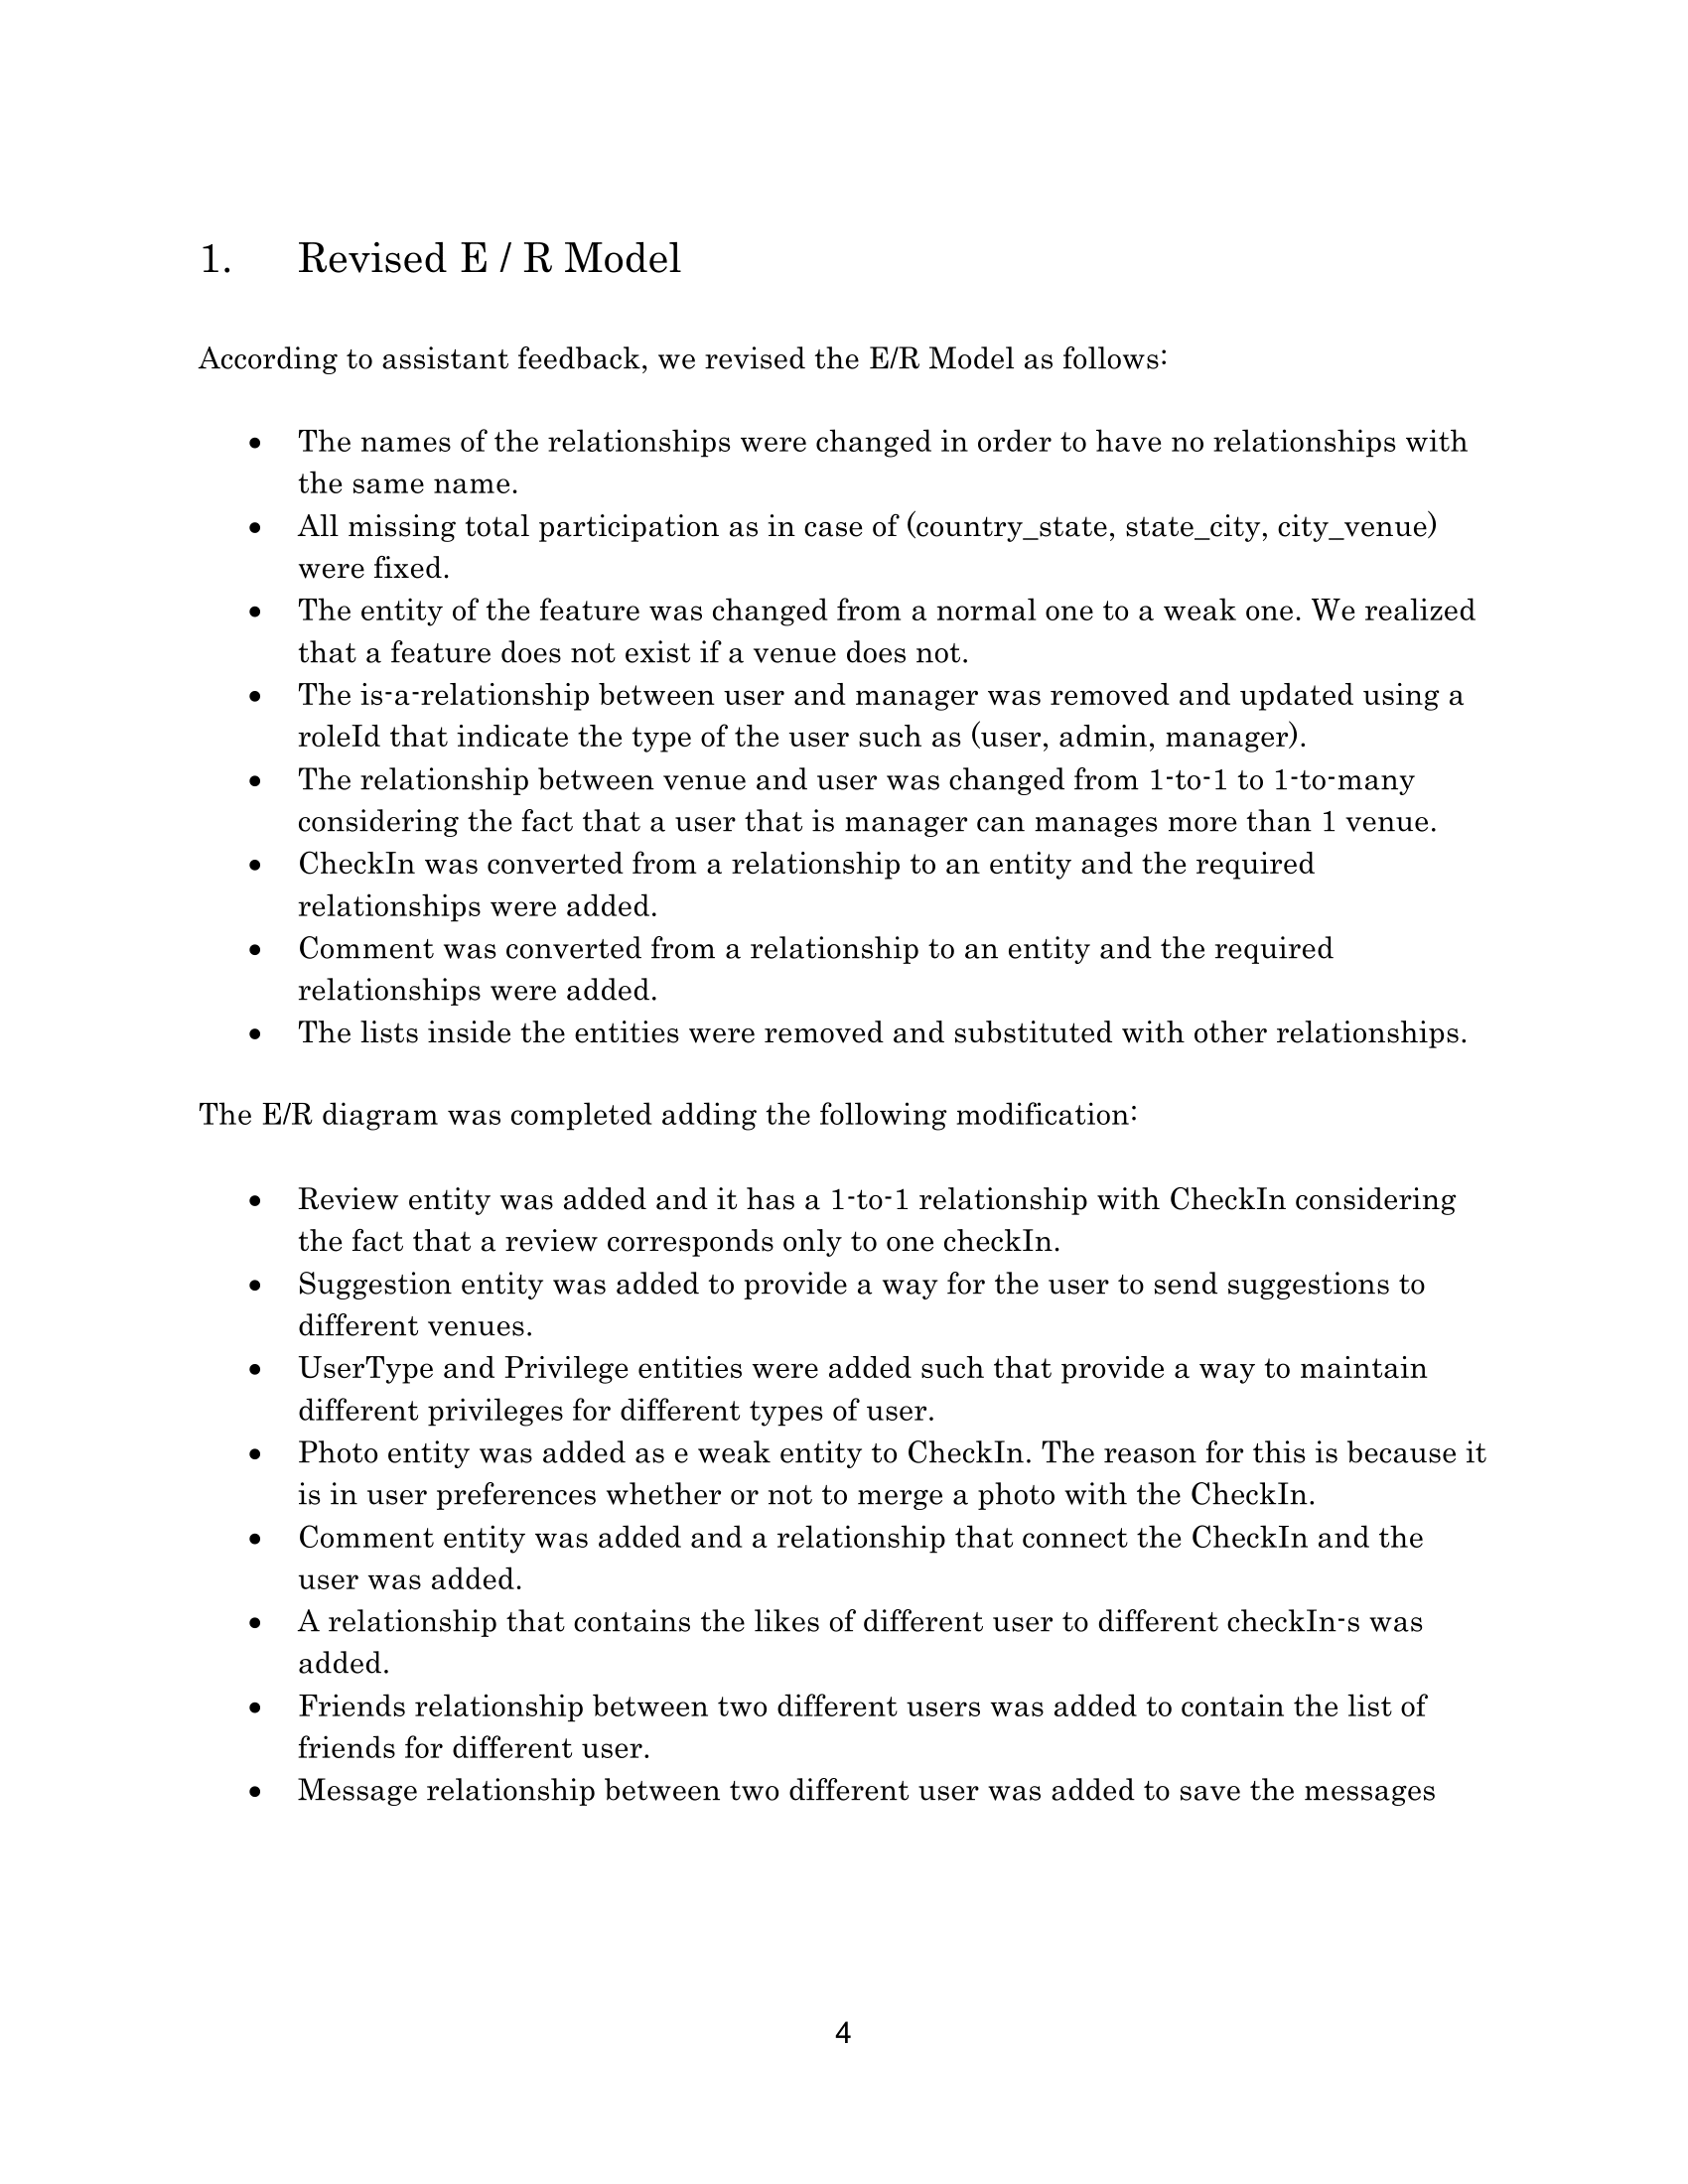 1. Revised E / R Model
According to assistant feedback, we revised the E/R Model as follows:
• The names of the relationships were changed in order to have no relationships with
the same name.
• All missing total participation as in case of (country_state, state_city, city_venue)
were fixed.
• The entity of the feature was changed from a normal one to a weak one. We realized
that a feature does not exist if a venue does not.
• The is-a-relationship between user and manager was removed and updated using a
roleId that indicate the type of the user such as (user, admin, manager).
• The relationship between venue and user was changed from 1-to-1 to 1-to-many
considering the fact that a user that is manager can manages more than 1 venue.
• CheckIn was converted from a relationship to an entity and the required
relationships were added.
• Comment was converted from a relationship to an entity and the required
relationships were added.
• The lists inside the entities were removed and substituted with other relationships.
The E/R diagram was completed adding the following modification:
• Review entity was added and it has a 1-to-1 relationship with CheckIn considering
the fact that a review corresponds only to one checkIn.
• Suggestion entity was added to provide a way for the user to send suggestions to
different venues.
• UserType and Privilege entities were added such that provide a way to maintain
different privileges for different types of user.
• Photo entity was added as e weak entity to CheckIn. The reason for this is because it
is in user preferences whether or not to merge a photo with the CheckIn.
• Comment entity was added and a relationship that connect the CheckIn and the
user was added.
• A relationship that contains the likes of different user to different checkIn-s was
added.
• Friends relationship between two different users was added to contain the list of
friends for different user.
• Message relationship between two different user was added to save the messages
4